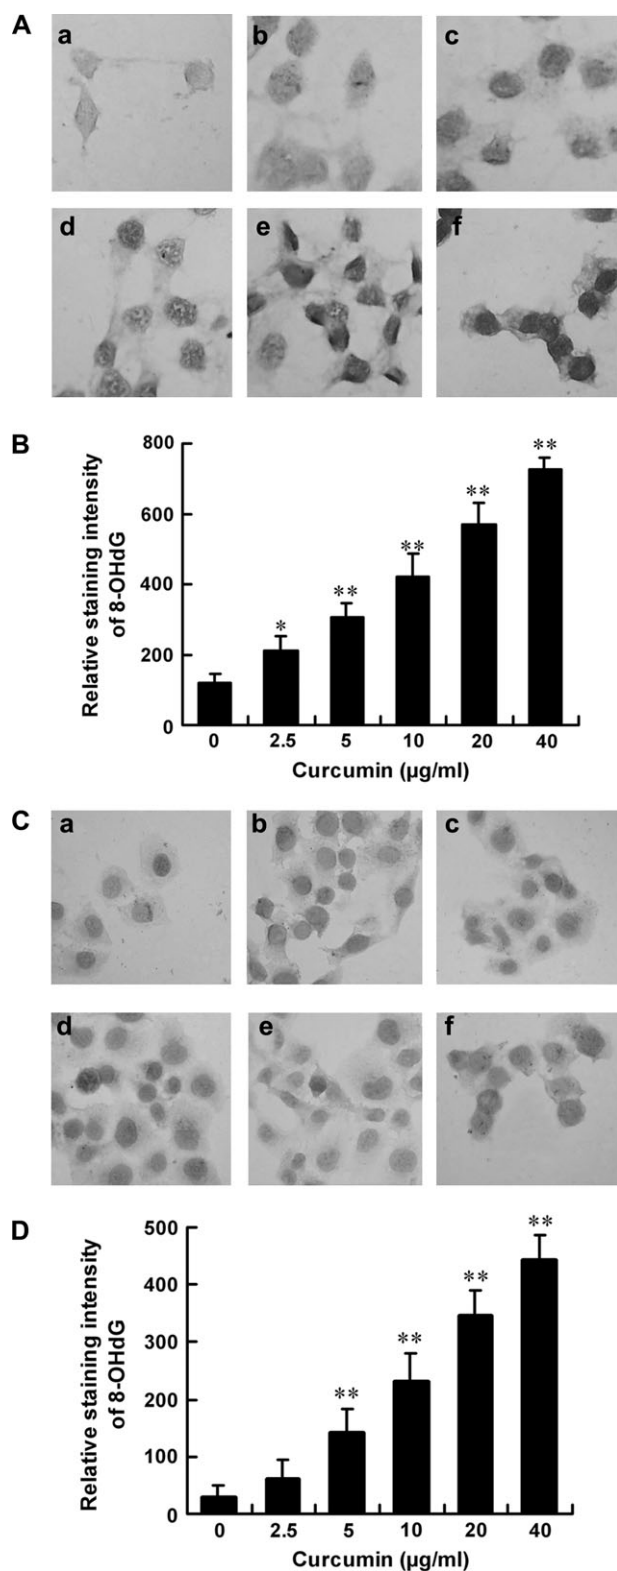 A
a b c
d e f
B
Relative staining intensity
of 8-OHdG
800
600
400
200
0
* ** ** ** **
0 2.5 5 10 20 40
Curcumin (µg/ml)
C
a b c
d e f
D
Relative staining intensity
of 8-OHdG
500
400
300
200
100
0
** ** ** **
0 2.5 5 10 20 40
Curcumin (µg/ml)